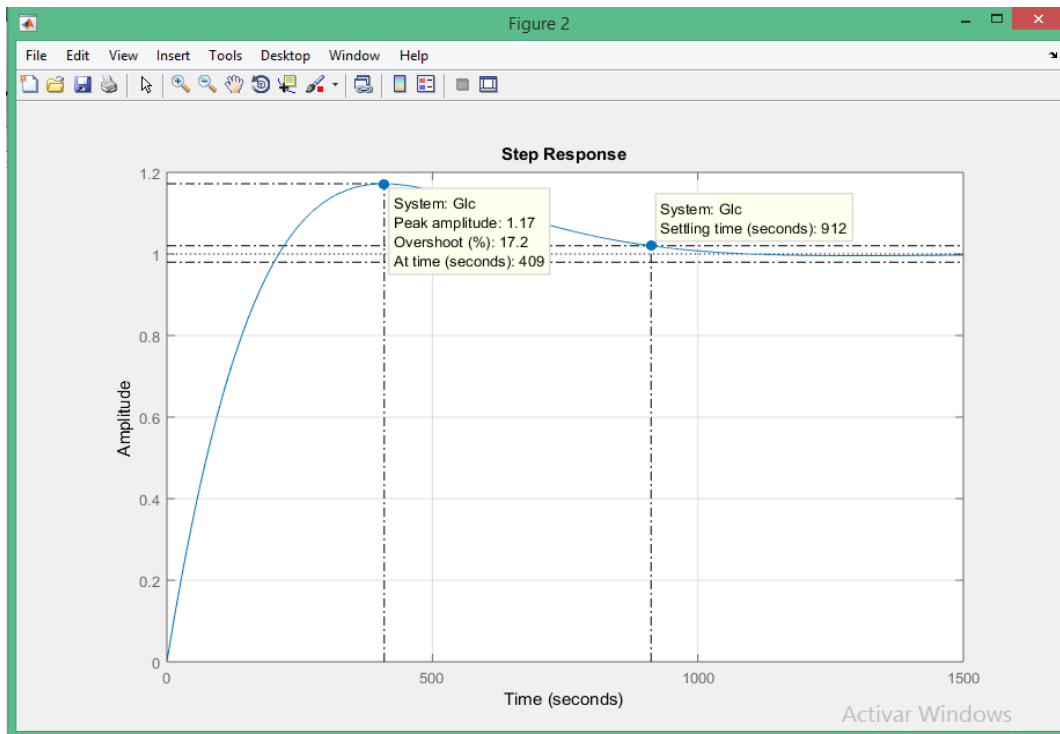 Figure 2
File Edit View Insert Tools Desktop Window Help
Step Response
System: Glc
Peak amplitude: 1.17
Overshoot (%): 17.2
At time (seconds): 409
System: Glc
Settling time (seconds): 912
Amplitude
1.2
1
0.8
0.6
0.4
0.2
0
0 500 1000 1500
Time (seconds)
Activar Windows